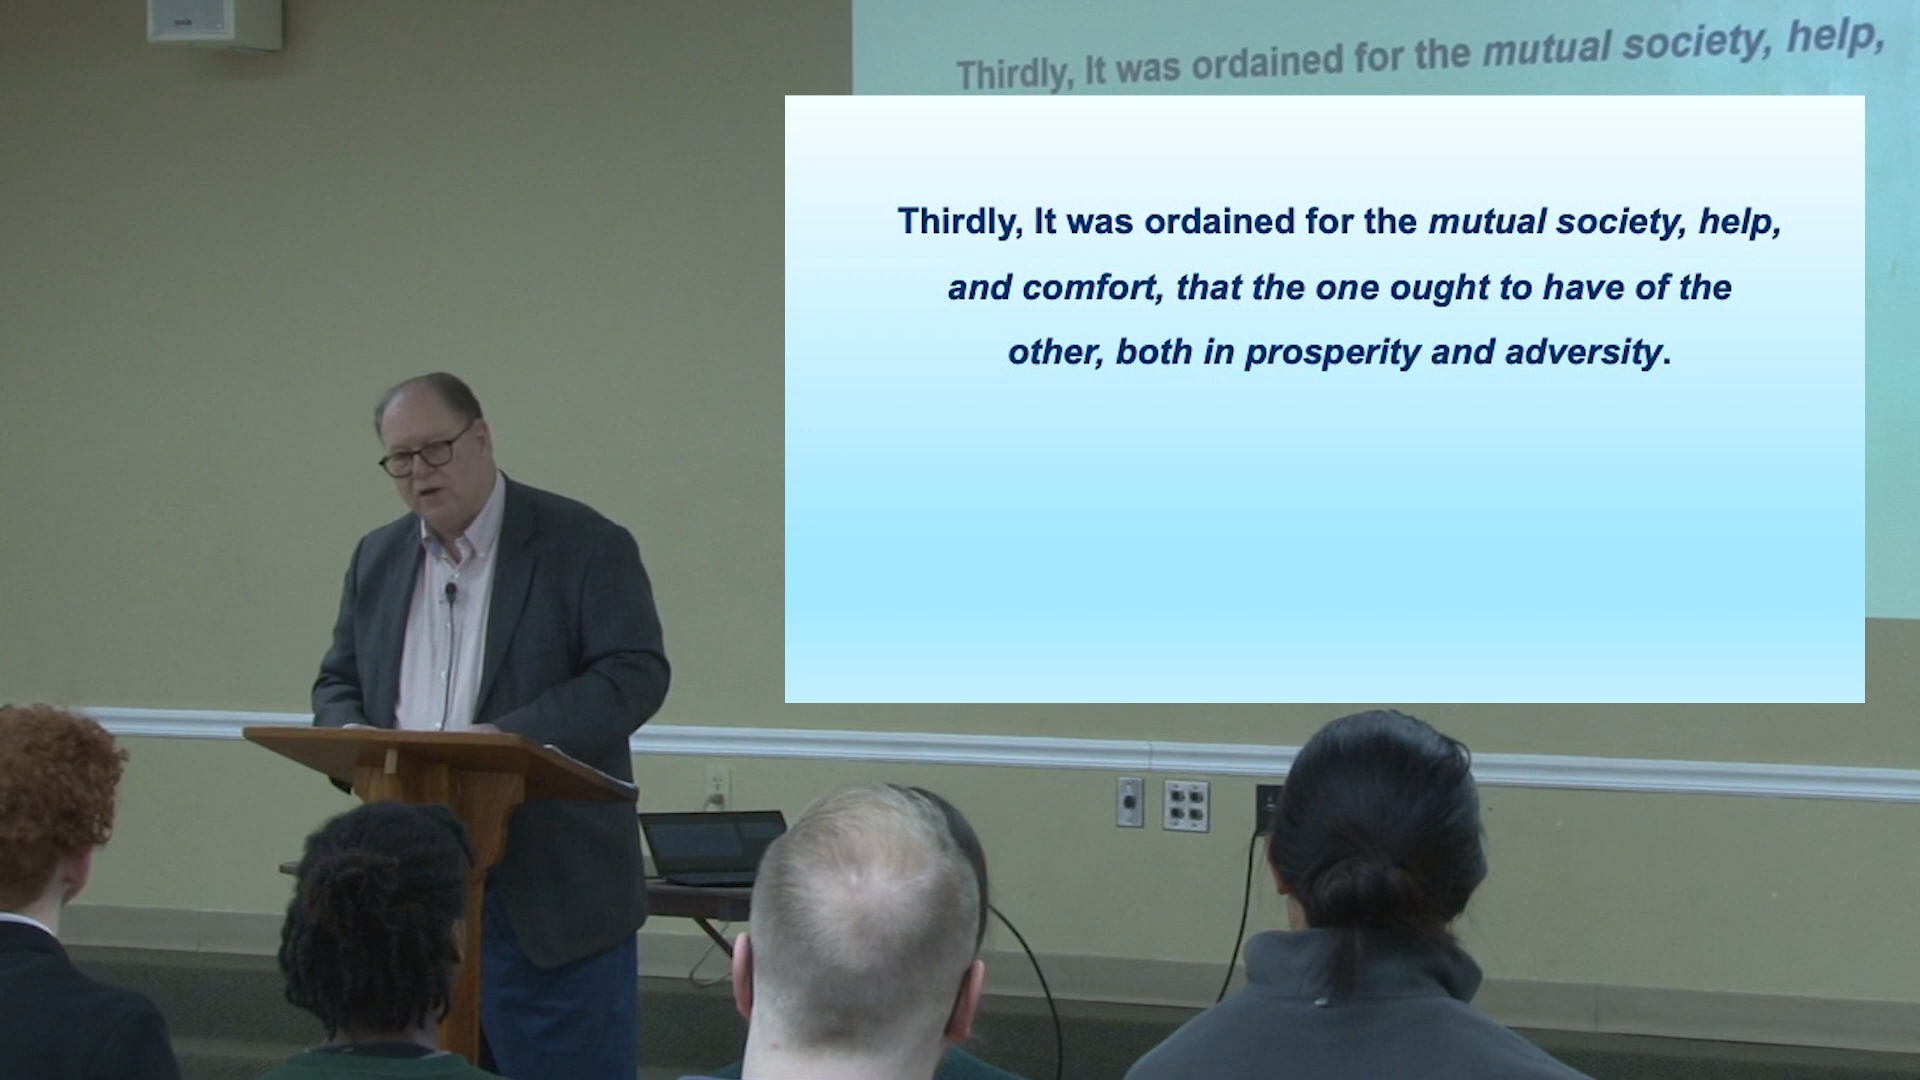 Thirdly, It was ordained for the mutual society, help,
Thirdly, It was ordained for the mutual society, help,
and comfort, that the one ought to have of the
other, both in prosperity and adversity.